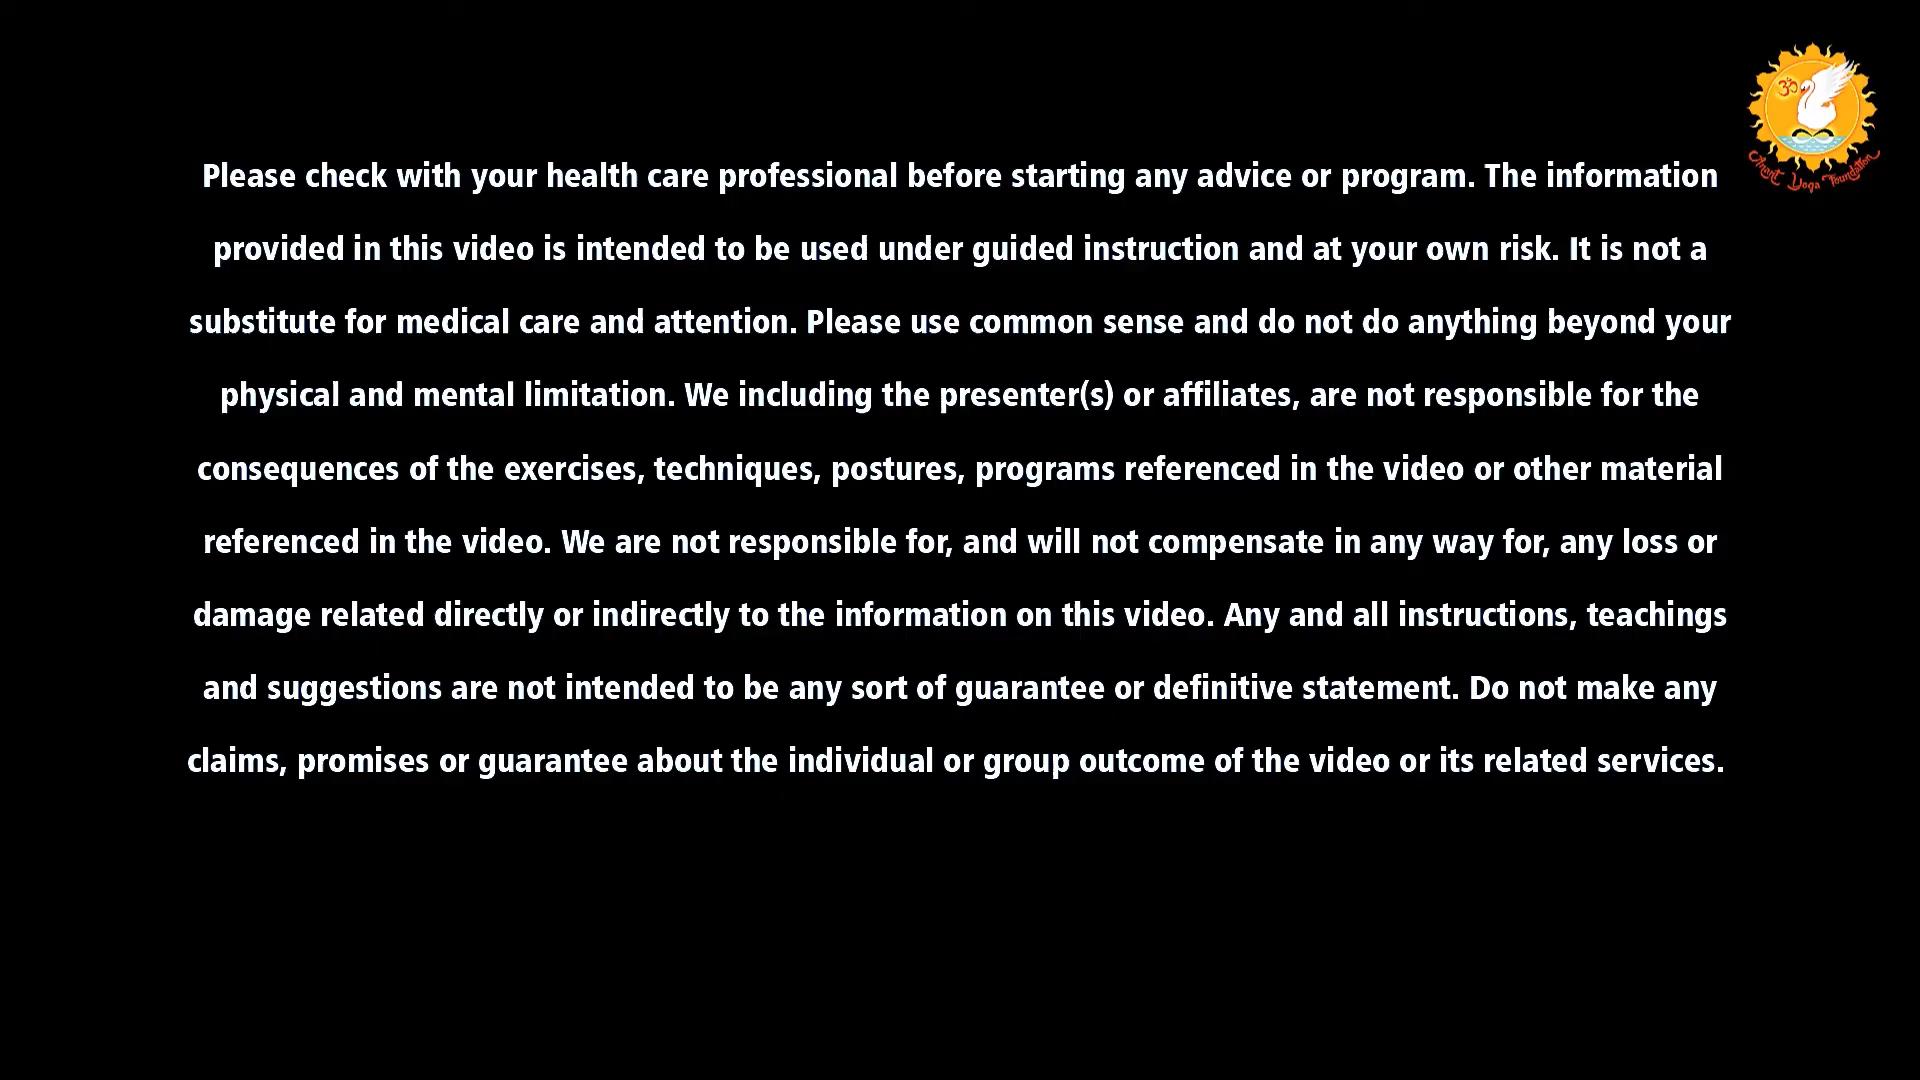 Please check with your health care professional before starting any advice or program. The information
provided in this video is intended to be used under guided instruction and at your own risk. It is not a
substitute for medical care and attention. Please use common sense and do not do anything beyond your
physical and mental limitation. We including the presenter(s) or affiliates, are not responsible for the
consequences of the exercises, techniques, postures, programs referenced in the video or other material
referenced in the video. We are not responsible for, and will not compensate in any way for, any loss or
damage related directly or indirectly to the information on this video. Any and all instructions, teachings
and suggestions are not intended to be any sort of guarantee or definitive statement. Do not make any
claims, promises or guarantee about the individual or group outcome of the video or its related services.
ॐ
Anant Yoga Foundation